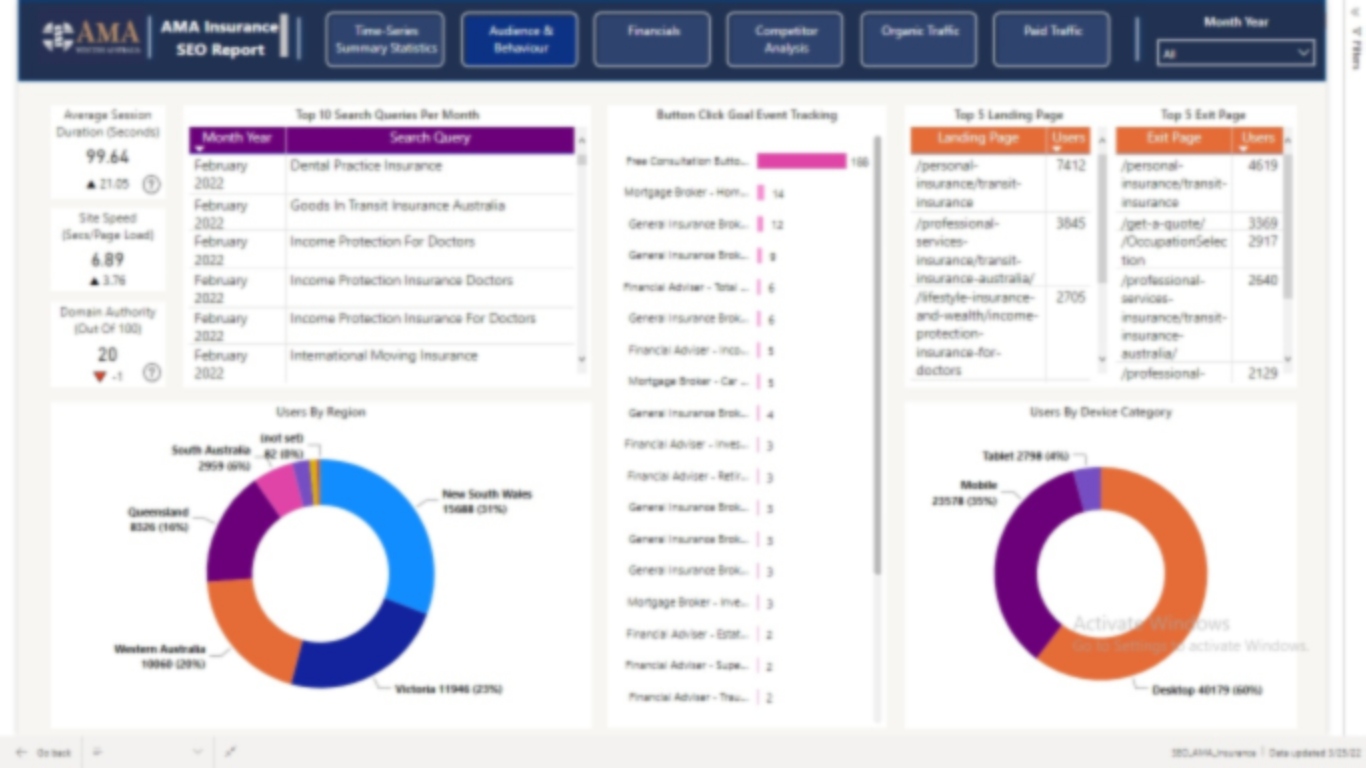 AMA
SOUTH AUSTRALIA
AMA Insurance
SEO Report
Time-Series
Summary Statistics
Audience &
Behaviour
Financials
Competitor
Analysis
Organic Traffic
Paid Traffic
Month Year
All
Filters
Average Session
Duration (Seconds)
99.64
▲ 21.05
Site Speed
(Secs/Page Load)
6.89
▲ 3.76
Domain Authority
(Out Of 100)
20
▼ -1
Top 10 Search Queries Per Month
Month Year Search Query
February 2022 Dental Practice Insurance
February 2022 Goods In Transit Insurance Australia
February 2022 Income Protection For Doctors
February 2022 Income Protection Insurance Doctors
February 2022 Income Protection Insurance For Doctors
February 2022 International Moving Insurance
Button Click Goal Event Tracking
Free Consultation Butto...
Mortgage Broker - Hom... 14
General Insurance Brok... 12
General Insurance Brok...
Financial Adviser - Total ... 6
General Insurance Brok... 6
Financial Adviser - Inco... 5
Mortgage Broker - Car ... 5
General Insurance Brok... 4
Financial Adviser - Inves... 3
Financial Adviser - Retir... 3
General Insurance Brok... 3
General Insurance Brok... 3
General Insurance Brok... 3
Mortgage Broker - Inve... 3
Financial Adviser - Estat... 2
Financial Adviser - Supe... 2
Financial Adviser - Trau... 2
Top 5 Landing Page
Landing Page Users
/personal- 7412
insurance/transit-
insurance
/professional- 3845
services-
insurance/transit-
insurance-australia/
/lifestyle-insurance- 2705
and-wealth/income-
protection-
insurance-for-
doctors
Top 5 Exit Page
Exit Page Users
/personal- 4619
insurance/transit-
insurance
/get-a-quote/ 3369
/OccupationSelec 2917
tion
/professional- 2640
services-
insurance/transit-
insurance-
australia/
/professional- 2129
Users By Region
(not set)
82 (0%)
South Australia
2959 (6%)
Queensland
8326 (16%)
Western Australia
10060 (20%)
New South Wales
15688 (31%)
Victoria 11946 (23%)
Users By Device Category
Tablet 2798 (4%)
Mobile
23578 (35%)
Desktop 40179 (60%)
Activate Windows
Go to Settings to activate Windows.
Go back
SEO_AMA_Insurance | Data updated 3/25/22